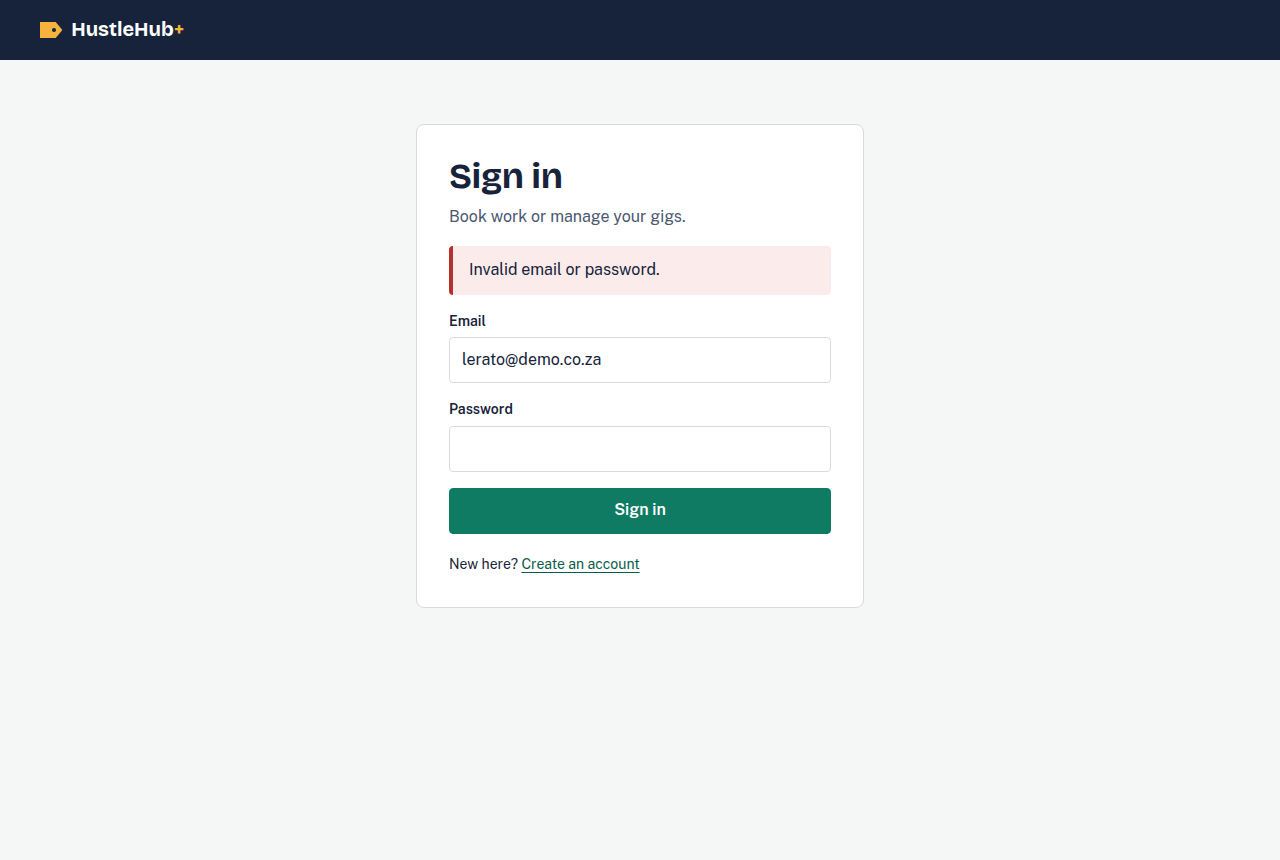 HustleHub+
Sign in
Book work or manage your gigs.
Invalid email or password.
Email
lerato@demo.co.za
Password
Sign in
New here? Create an account